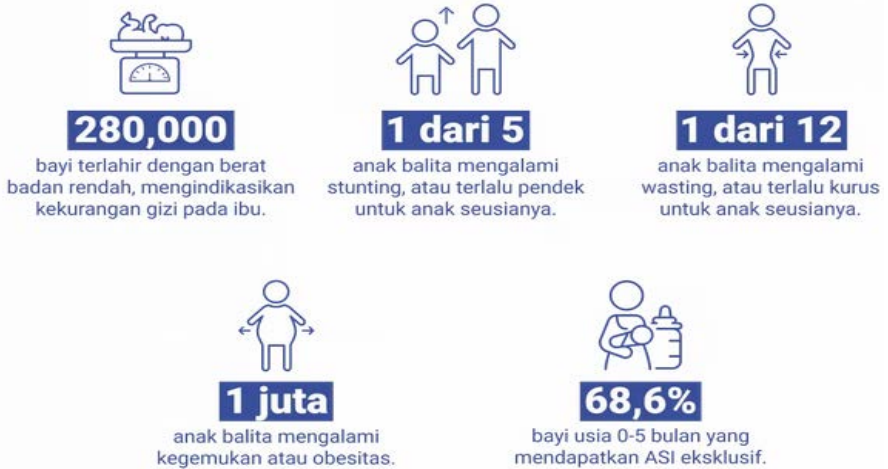 280,000
bayi terlahir dengan berat
badan rendah, mengindikasikan
kekurangan gizi pada ibu.
1 dari 5
anak balita mengalami
stunting, atau terlalu pendek
untuk anak seusianya.
1 dari 12
anak balita mengalami
wasting, atau terlalu kurus
untuk anak seusianya.
1 juta
anak balita mengalami
kegemukan atau obesitas.
68,6%
bayi usia 0-5 bulan yang
mendapatkan ASI eksklusif.